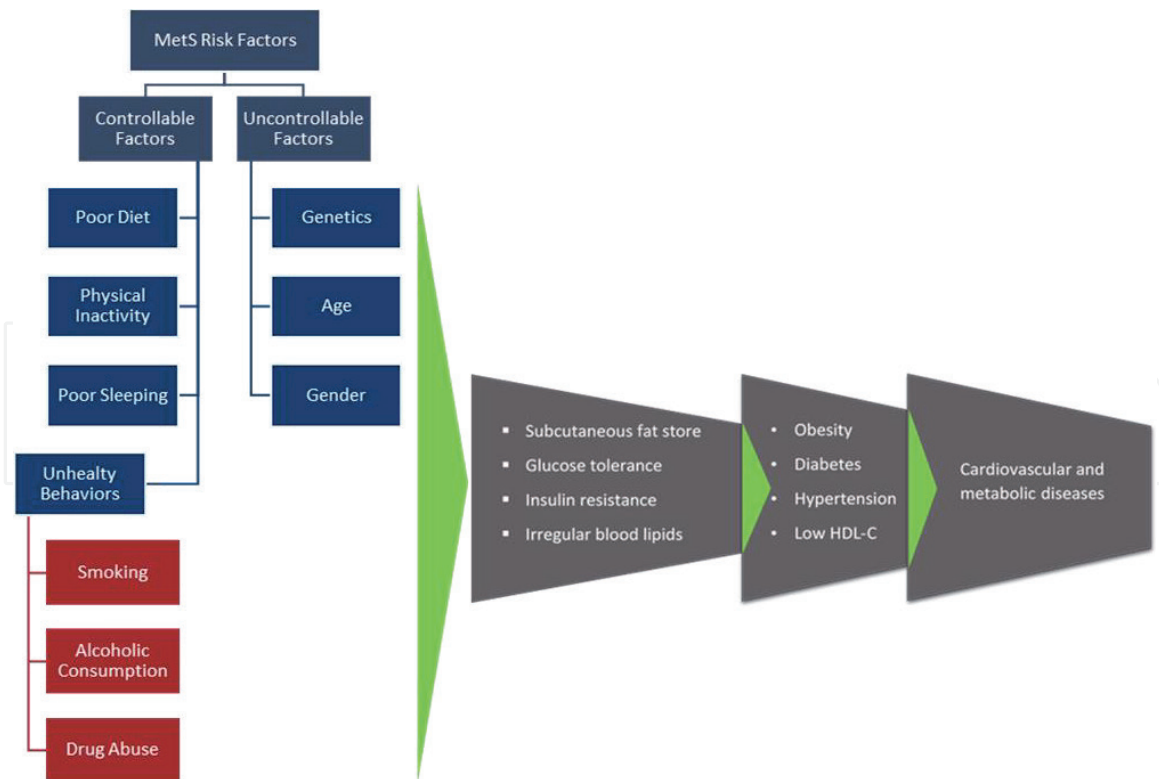 MetS Risk Factors
Controllable
Factors
Uncontrollable
Factors
Poor Diet
Genetics
Physical
Inactivity
Age
Poor Sleeping
Gender
Unhealty
Behaviors
Smoking
Alcoholic
Consumption
Drug Abuse
▪ Subcutaneous fat store
▪ Glucose tolerance
▪ Insulin resistance
▪ Irregular blood lipids
• Obesity
• Diabetes
• Hypertension
• Low HDL-C
Cardiovascular and
metabolic diseases